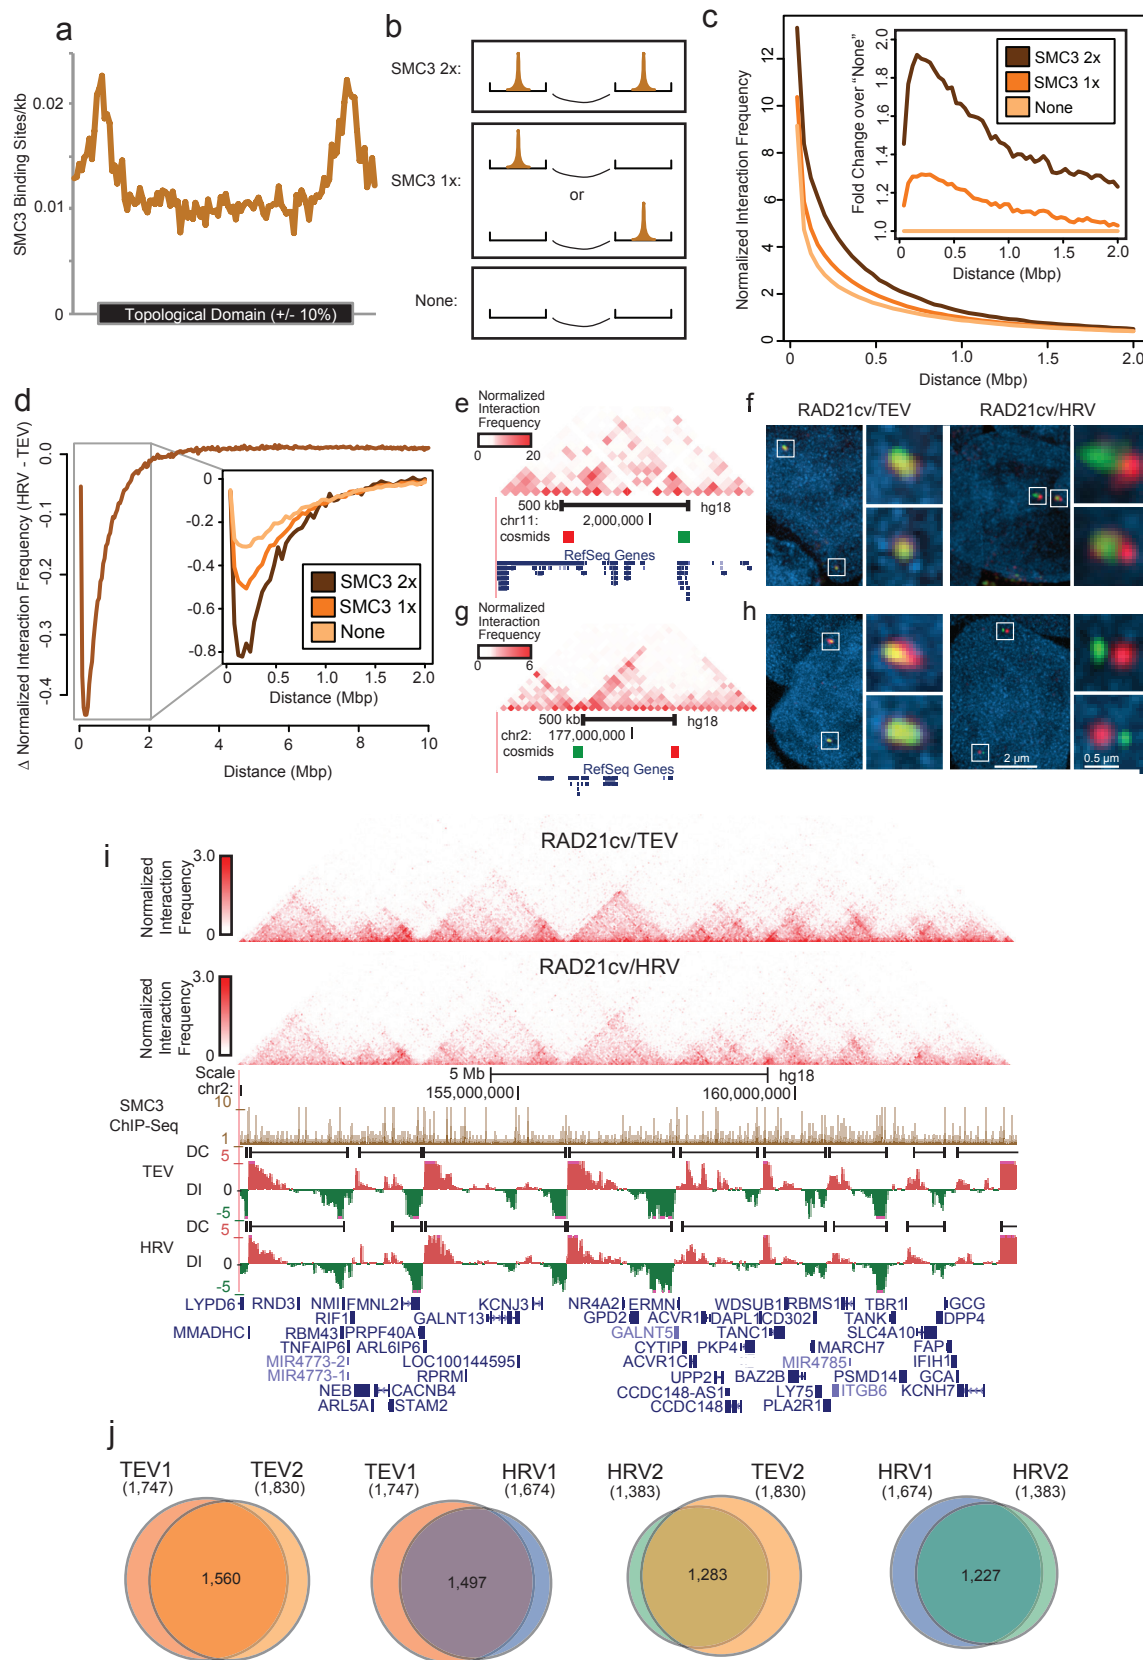 a
SMC3 Binding Sites/kb
0.02
0.01
0
Topological Domain (+/- 10%)
b
SMC3 2x:
SMC3 1x:
or
None:
c
Normalized Interaction Frequency
12
10
8
6
4
2
0
0
0.5
1.0
1.5
2.0
Distance (Mbp)
Fold Change over "None"
2.0
1.8
1.6
1.4
1.2
1.0
SMC3 2x
SMC3 1x
None
0
0.5
1.0
1.5
2.0
Distance (Mbp)
d
Δ Normalized Interaction Frequency (HRV - TEV)
0.0
-0.1
-0.2
-0.3
-0.4
0
2
4
6
8
10
Distance (Mbp)
0
-0.2
-0.4
-0.6
-0.8
SMC3 2x
SMC3 1x
None
0
0.5
1.0
1.5
2.0
Distance (Mbp)
e
Normalized
Interaction
Frequency
0 20
500 kb hg18
chr11: 2,000,000
cosmids
RefSeq Genes
f
RAD21cv/TEV RAD21cv/HRV
g
Normalized
Interaction
Frequency
0 6
500 kb hg18
chr2: 177,000,000
cosmids
RefSeq Genes
h
2 µm
0.5 µm
i
RAD21cv/TEV
Normalized
Interaction
Frequency
3.0
0
RAD21cv/HRV
Normalized
Interaction
Frequency
3.0
0
Scale 5 Mb hg18
chr2: 155,000,000 160,000,000
SMC3
ChIP-Seq
10
1
DC
TEV
DI
5
0
-5
DC
HRV
DI
5
0
-5
LYPD6 RND3 NMI FMNL2 KCNJ3 NR4A2 ERMN WDSUB1 RBMS1 TBR1 GCG
RIF1 GALNT13 GPD2 ACVR1 DAPL1 CD302 TANK DPP4
MMADHC RBM43 PRPF40A GALNT5 TANC1 SLC4A10
TNFAIP6 ARL6IP6 CYTIP PKP4 MARCH7 FAP
MIR4773-2 LOC100144595 ACVR1C MIR4785 IFIH1
MIR4773-1 RPRM UPP2 BAZ2B PSMD14 GCA
NEB CACNB4 CCDC148-AS1 LY75 ITGB6 KCNH7
ARL5A STAM2 CCDC148 PLA2R1
j
TEV1 TEV2
(1,747) (1,830)
1,560
TEV1 HRV1
(1,747) (1,674)
1,497
HRV2 TEV2
(1,383) (1,830)
1,283
HRV1 HRV2
(1,674) (1,383)
1,227